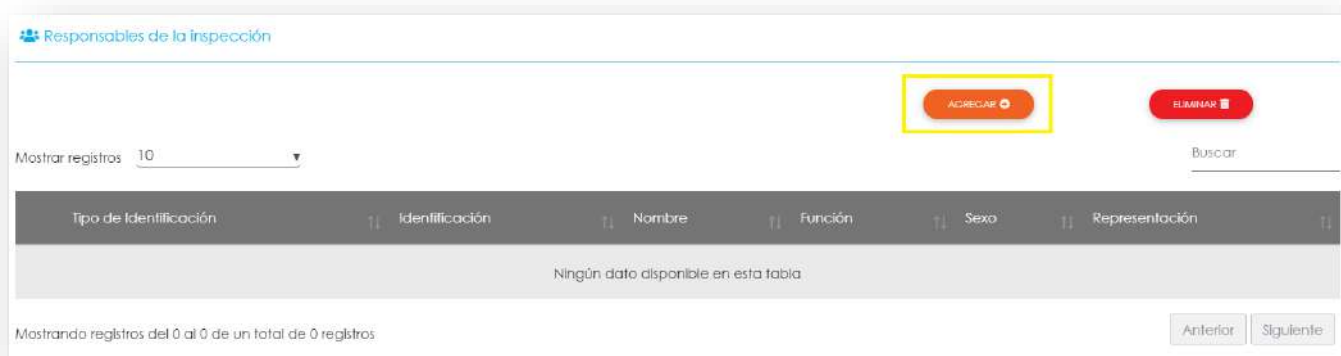 Responsables de la inspección
AGREGAR
ELIMINAR
Mostrar registros 10
Buscar
Tipo de Identificación Identificación Nombre Función Sexo Representación
Ningún dato disponible en esta tabla
Mostrando registros del 0 al 0 de un total de 0 registros
Anterior Siguiente